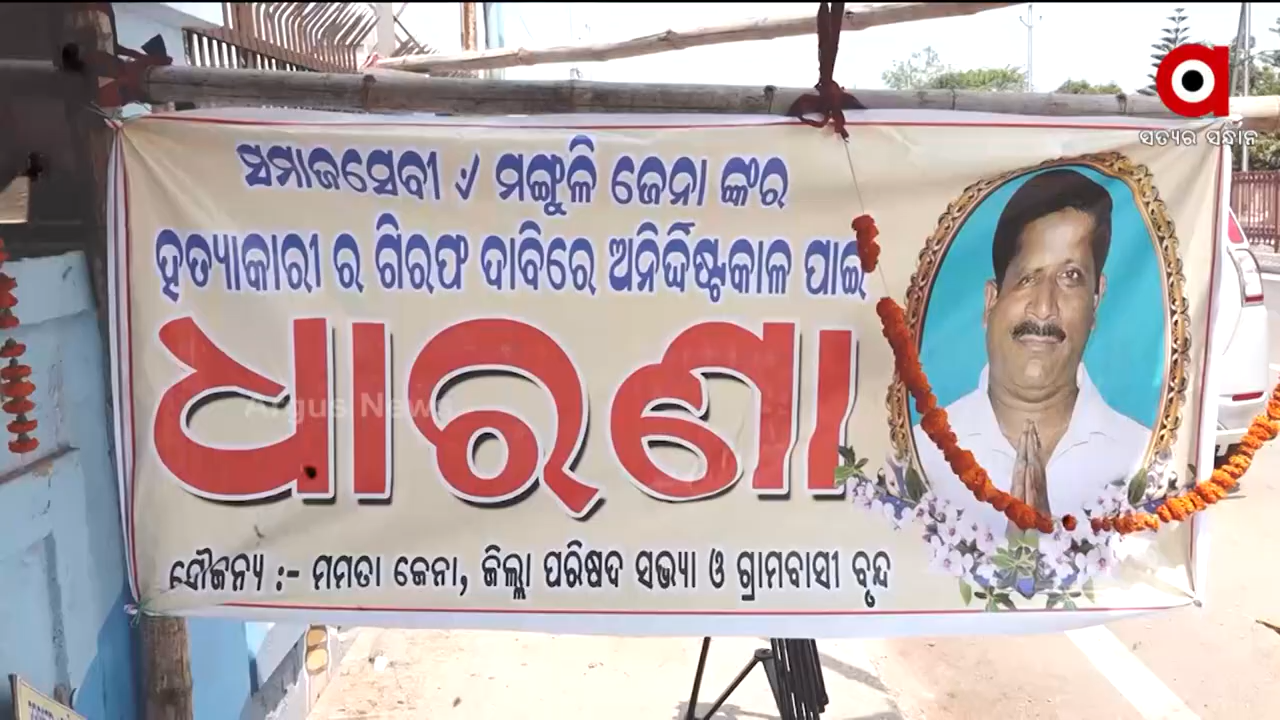 ସତ୍ୟର ସନ୍ଧାନ
ସମାଜସେବୀ ୰ ମଙ୍ଗୁଳି ଜେନା ଙ୍କର
ହତ୍ୟାକାରୀ ର ଗିରଫ ଦାବିରେ ଅନିର୍ଦ୍ଦିଷ୍ଟକାଳ ପାଇଁ
ଧାରଣା
Argus News
ସୌଜନ୍ୟ :- ମମତା ଜେନା, ଜିଲ୍ଲା ପରିଷଦ ସଭ୍ୟା ଓ ଗ୍ରାମବାସୀ ବୃନ୍ଦ